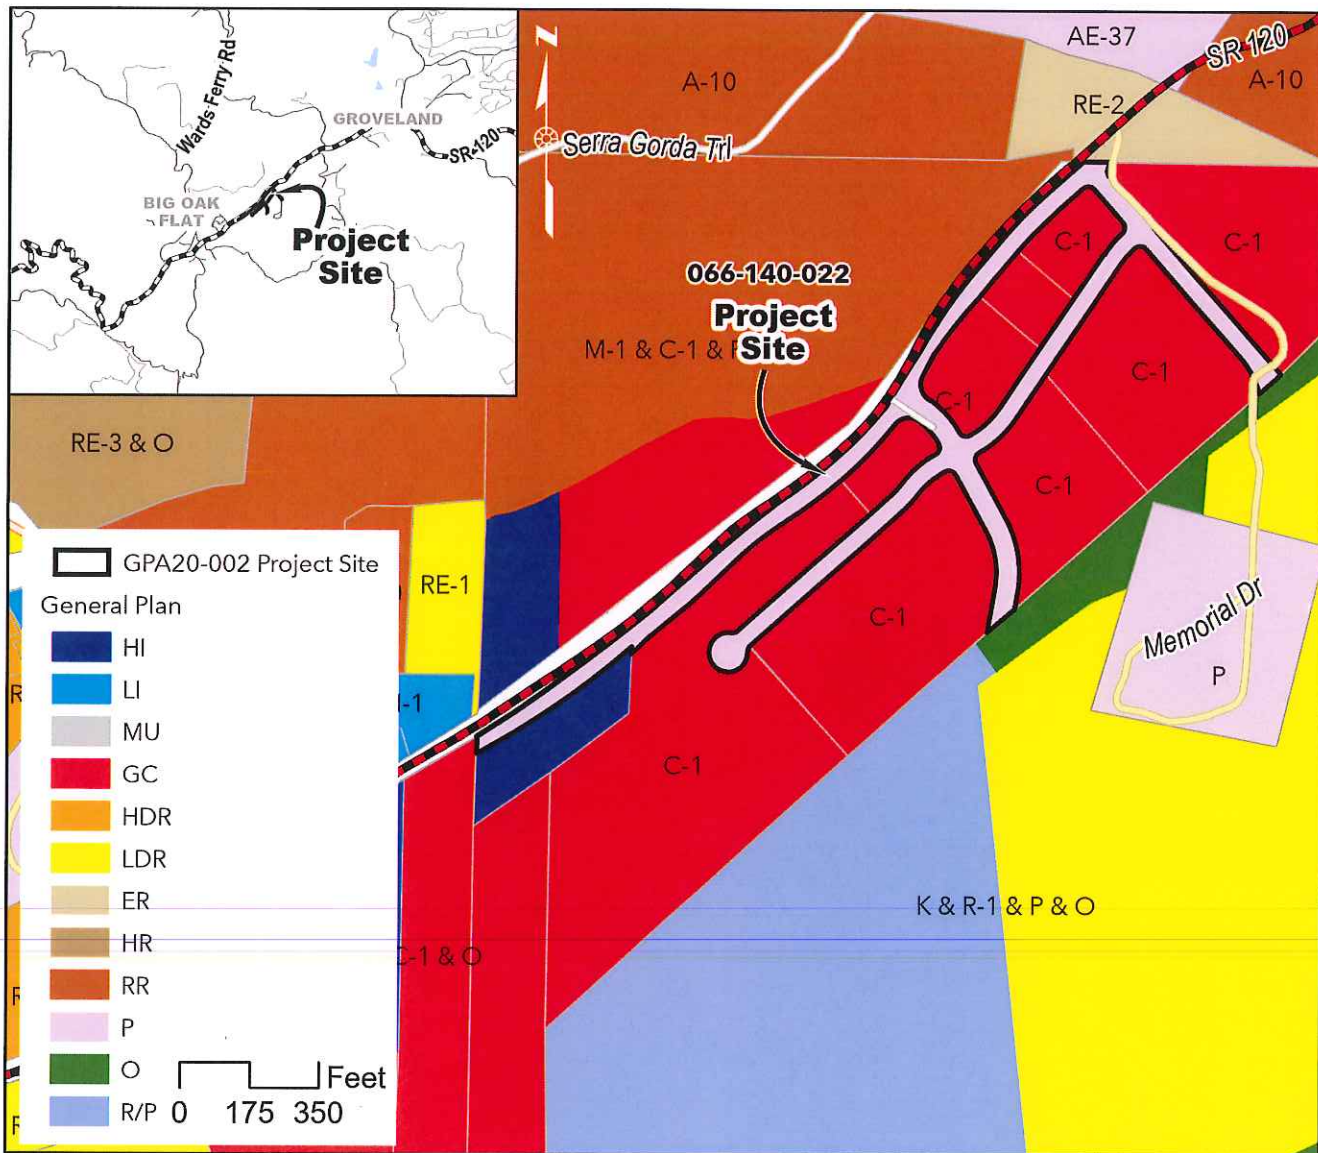 Wards Ferry Rd
GROVELAND
SR-120
BIG OAK
FLAT
Project
Site
Z
AE-37
SR 120
A-10
A-10
RE-2
Serra Gorda Trl
C-1
C-1
066-140-022
Project
Site
M-1 & C-1 &
C-1
C-1
RE-3 & O
C-1
RE-1
C-1
Memorial Dr
P
-1
C-1
K & R-1 & P & O
C-1 & O
R
R
R
GPA20-002 Project Site
General Plan
HI
LI
MU
GC
HDR
LDR
ER
HR
RR
P
O
R/P
Feet
0 175 350